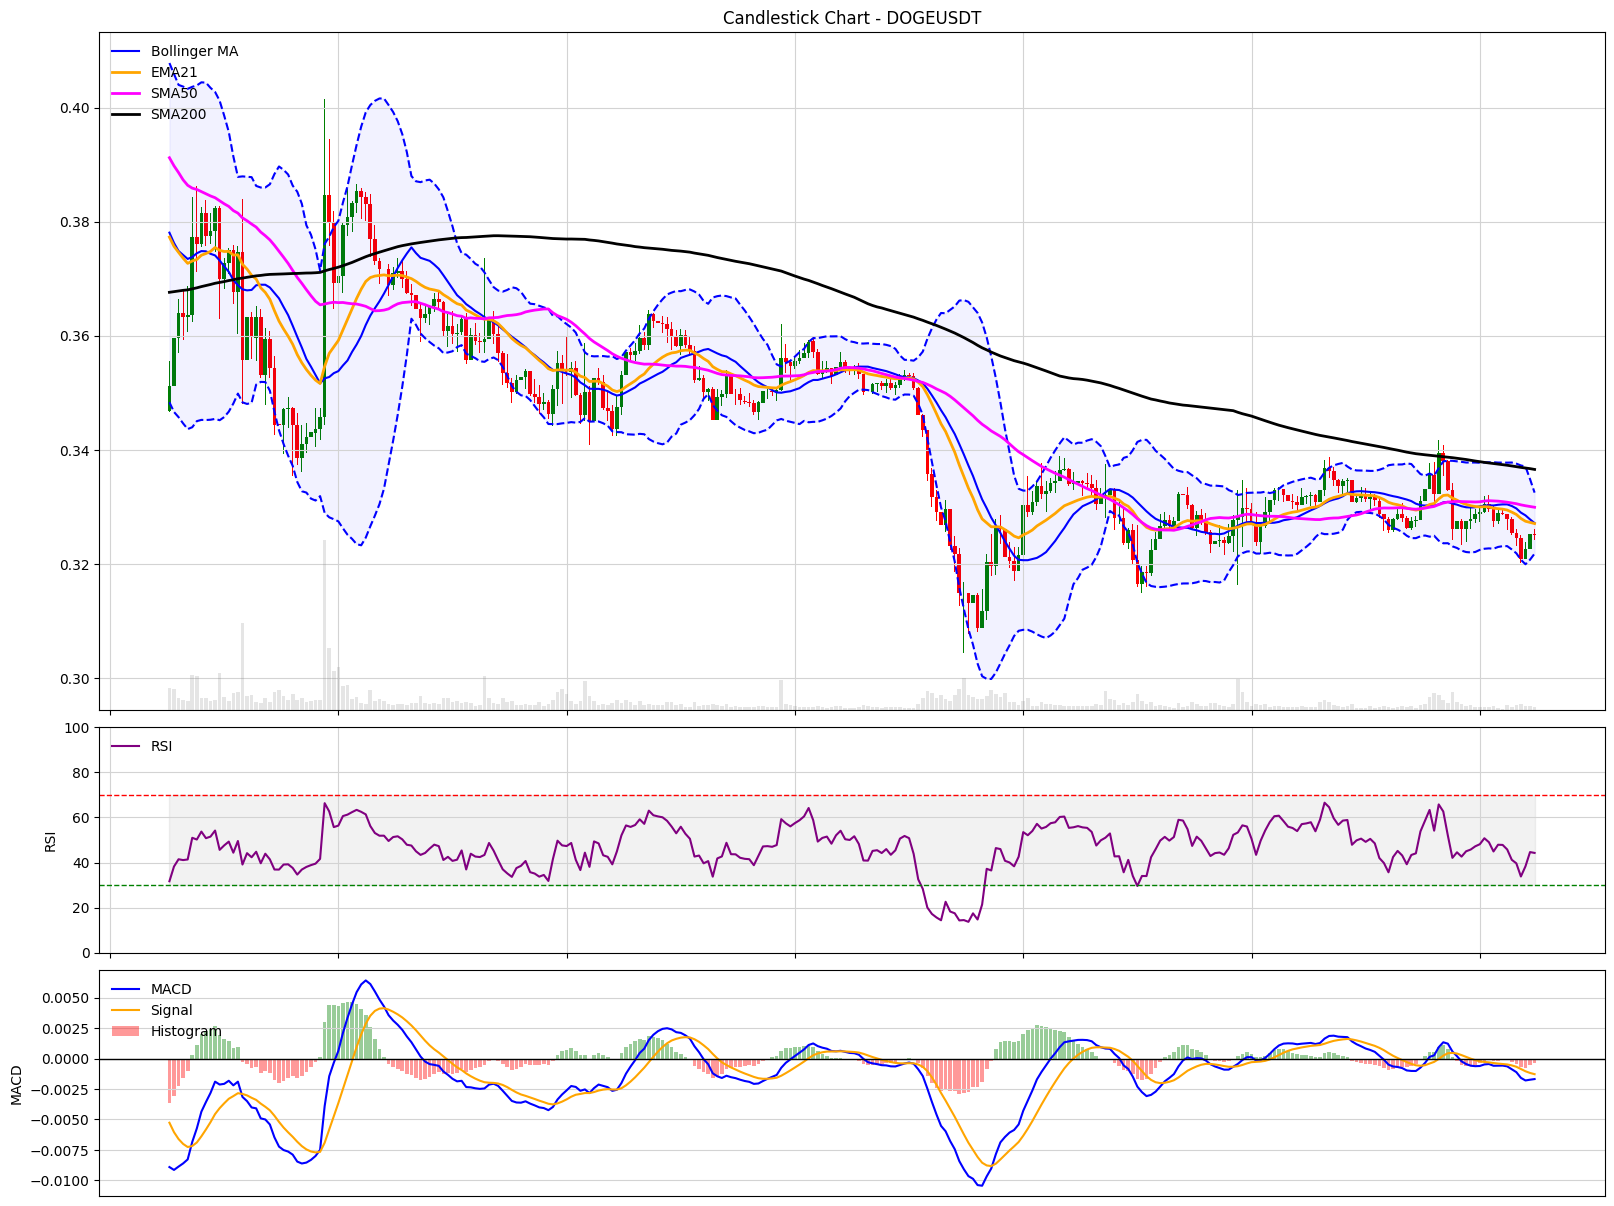 Candlestick Chart - DOGEUSDT
Bollinger MA
EMA21
SMA50
SMA200
0.40
0.38
0.36
0.34
0.32
0.30
RSI
100
80
60
40
20
0
RSI
MACD
Signal
Histogram
0.0050
0.0025
0.0000
−0.0025
−0.0050
−0.0075
−0.0100
MACD